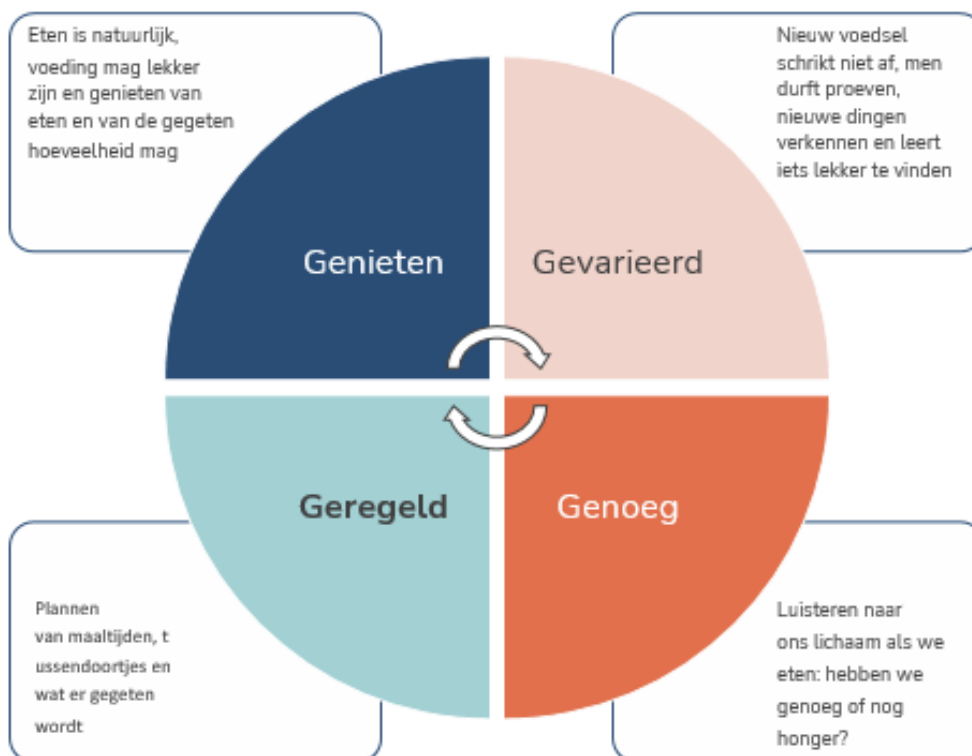 Eten is natuurlijk,
voeding mag lekker
zijn en genieten van
eten en van de gegeten
hoeveelheid mag
Nieuw voedsel
schrikt niet af, men
durft proeven,
nieuwe dingen
verkennen en leert
iets lekker te vinden
Genieten
Gevarieerd
Geregeld
Genoeg
Plannen
van maaltijden, t
ussendoortjes en
wat er gegeten
wordt
Luisteren naar
ons lichaam als we
eten: hebben we
genoeg of nog
honger?